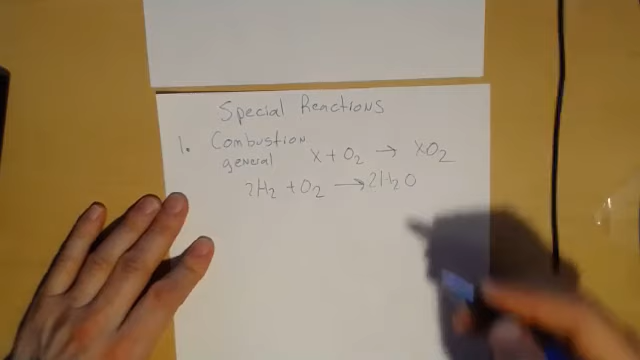 Special Reactions
1. Combustion
general X + O₂ → XO₂
2H₂ + O₂ → 2H₂O